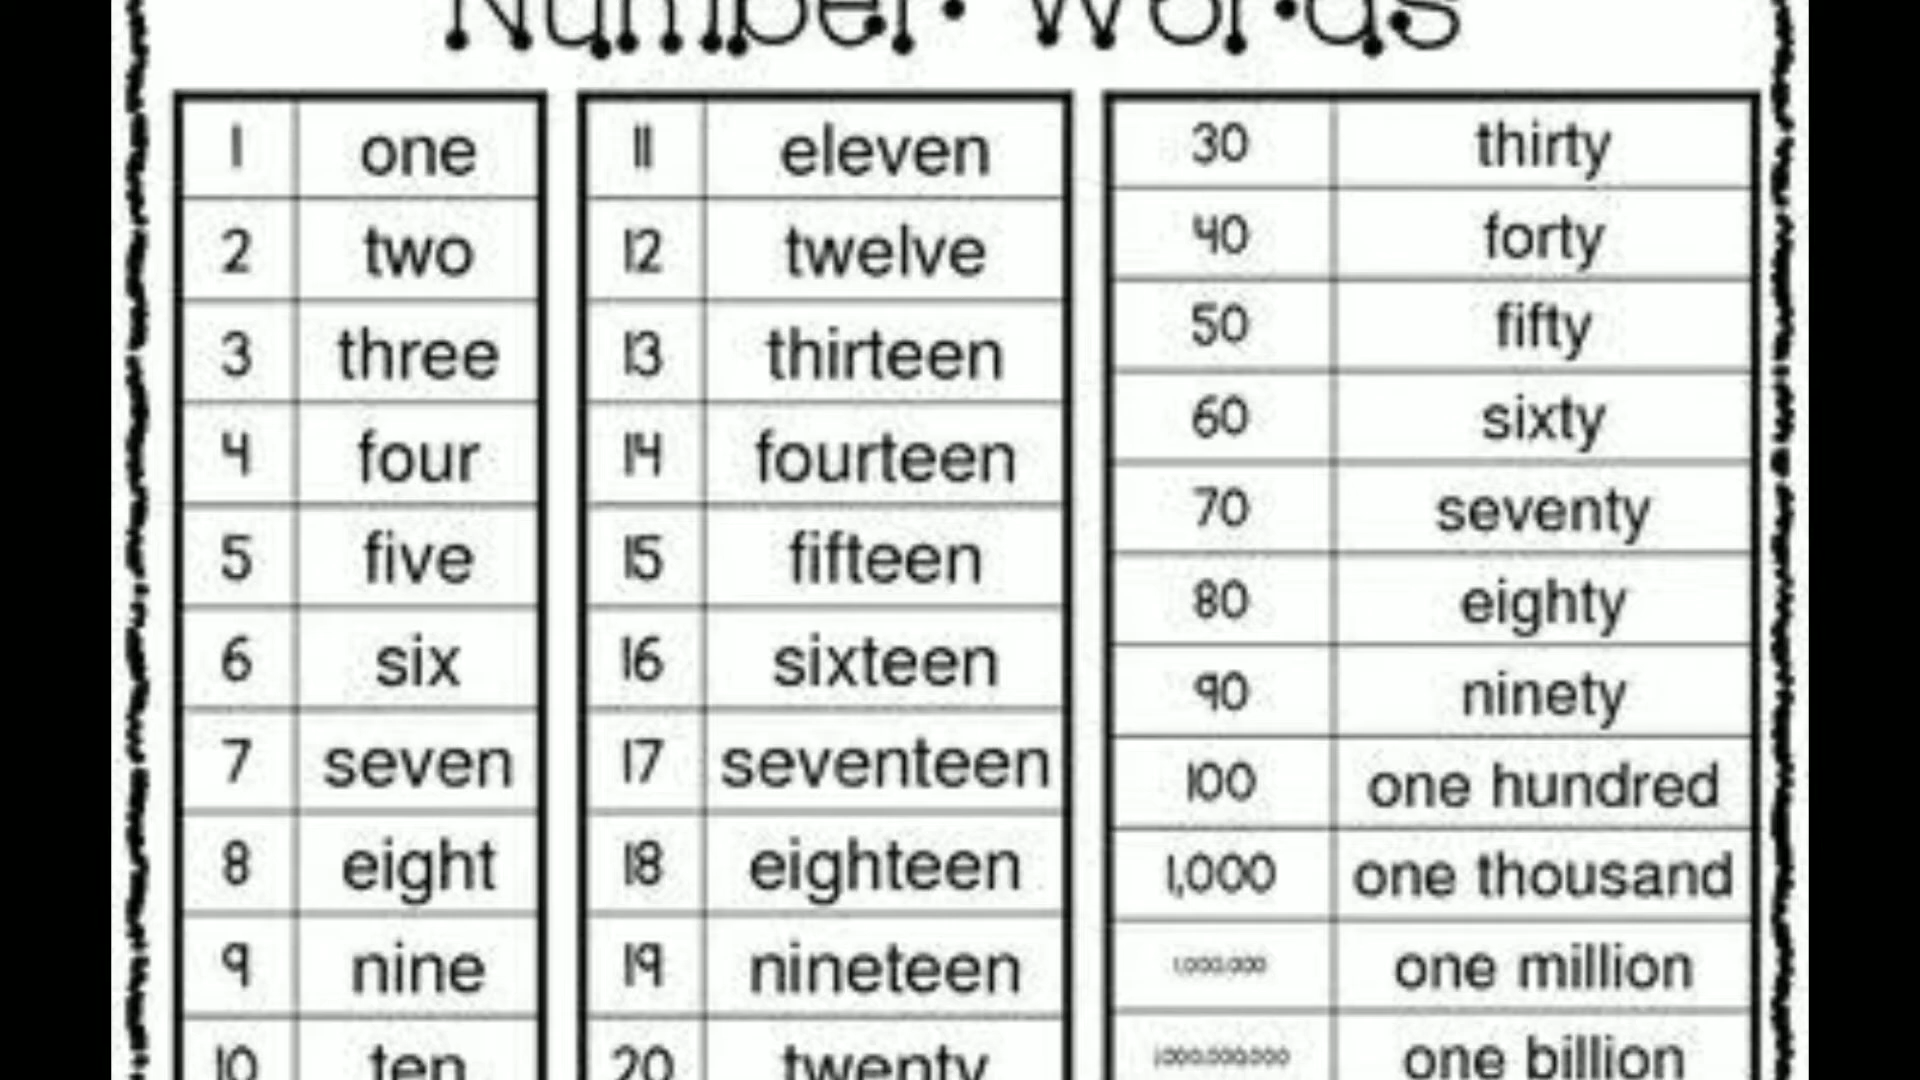 Number Words
1 one
2 two
3 three
4 four
5 five
6 six
7 seven
8 eight
9 nine
10 ten
11 eleven
12 twelve
13 thirteen
14 fourteen
15 fifteen
16 sixteen
17 seventeen
18 eighteen
19 nineteen
20 twenty
30 thirty
40 forty
50 fifty
60 sixty
70 seventy
80 eighty
90 ninety
100 one hundred
1,000 one thousand
1,000,000 one million
1,000,000,000 one billion